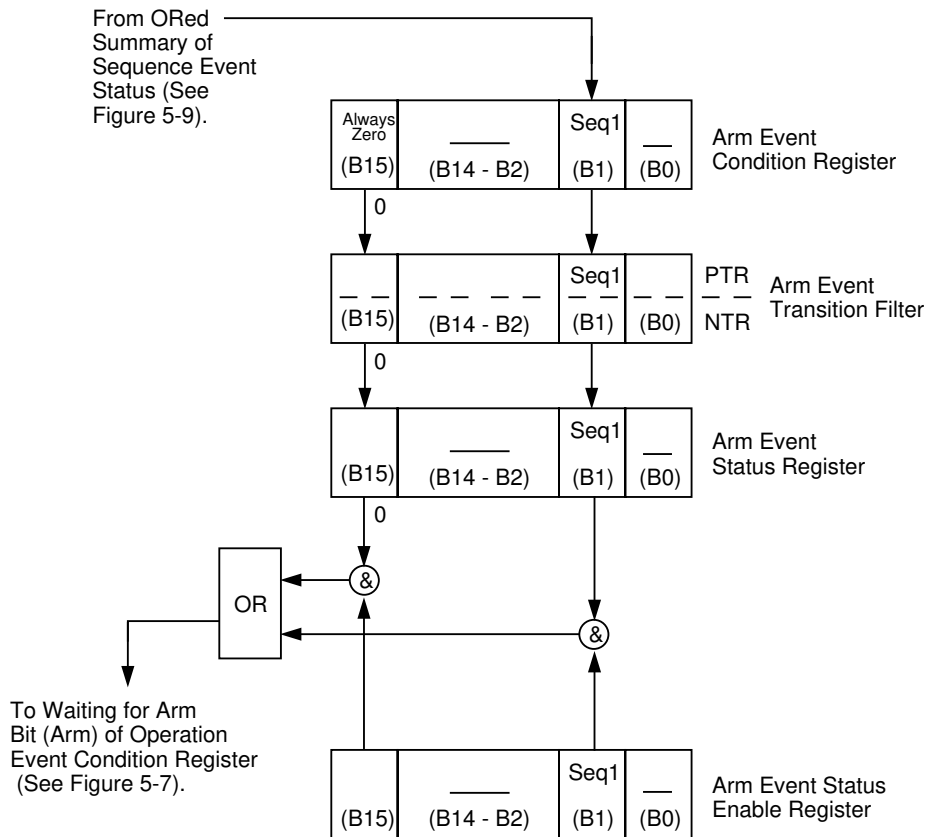 From ORed
Summary of
Sequence Event
Status (See
Figure 5-9).
Always
Zero
(B15)
(B14 - B2)
Seq1
(B1)
(B0)
Arm Event
Condition Register
0
Seq1
(B15)
(B14 - B2)
(B1)
(B0)
PTR
NTR
Arm Event
Transition Filter
0
Seq1
(B15)
(B14 - B2)
(B1)
(B0)
Arm Event
Status Register
0
&
OR
&
To Waiting for Arm
Bit (Arm) of Operation
Event Condition Register
(See Figure 5-7).
Seq1
(B15)
(B14 - B2)
(B1)
(B0)
Arm Event Status
Enable Register